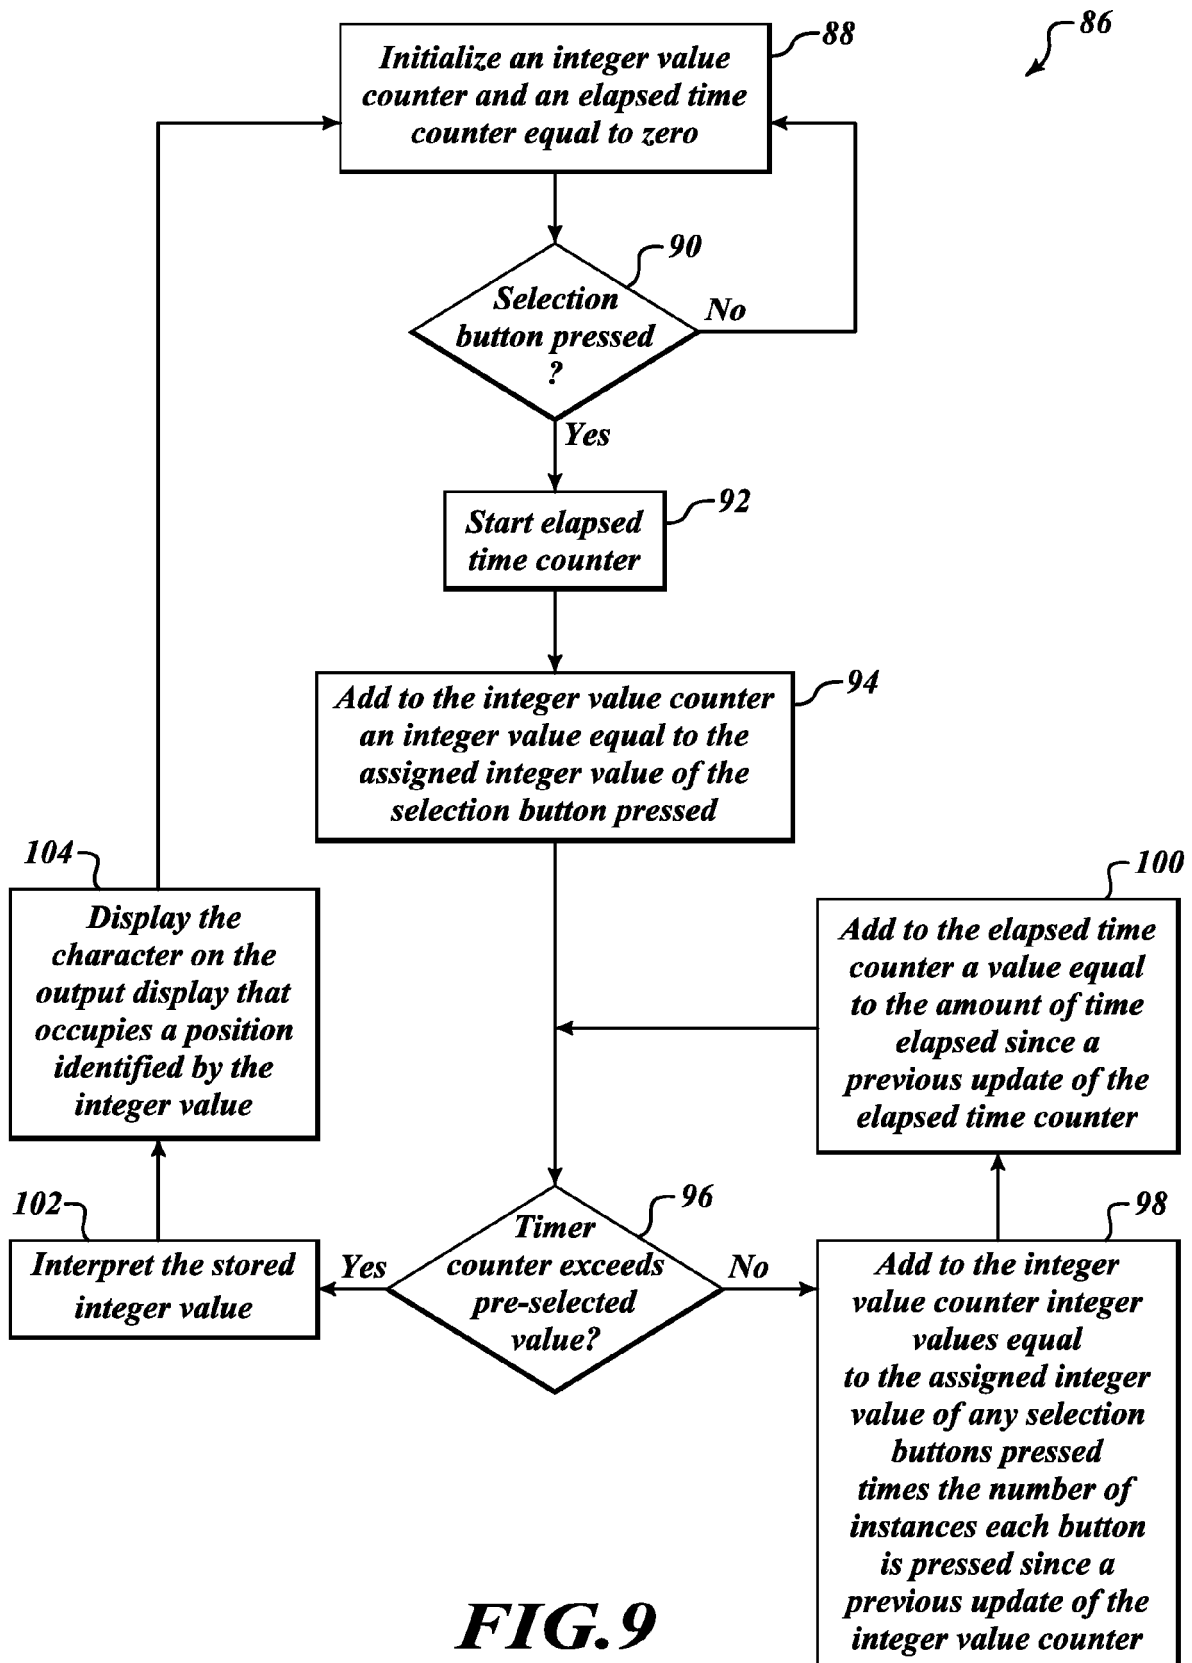 86
88
Initialize an integer value
counter and an elapsed time
counter equal to zero
90
Selection
button pressed
?
No
Yes
92
Start elapsed
time counter
94
Add to the integer value counter
an integer value equal to the
assigned integer value of the
selection button pressed
104
Display the
character on the
output display that
occupies a position
identified by the
integer value
100
Add to the elapsed time
counter a value equal
to the amount of time
elapsed since a
previous update of the
elapsed time counter
102
Interpret the stored
integer value
Yes
96
Timer
counter exceeds
pre-selected
value?
No
98
Add to the integer
value counter integer
values equal
to the assigned integer
value of any selection
buttons pressed
times the number of
instances each button
is pressed since a
previous update of the
integer value counter
FIG.9